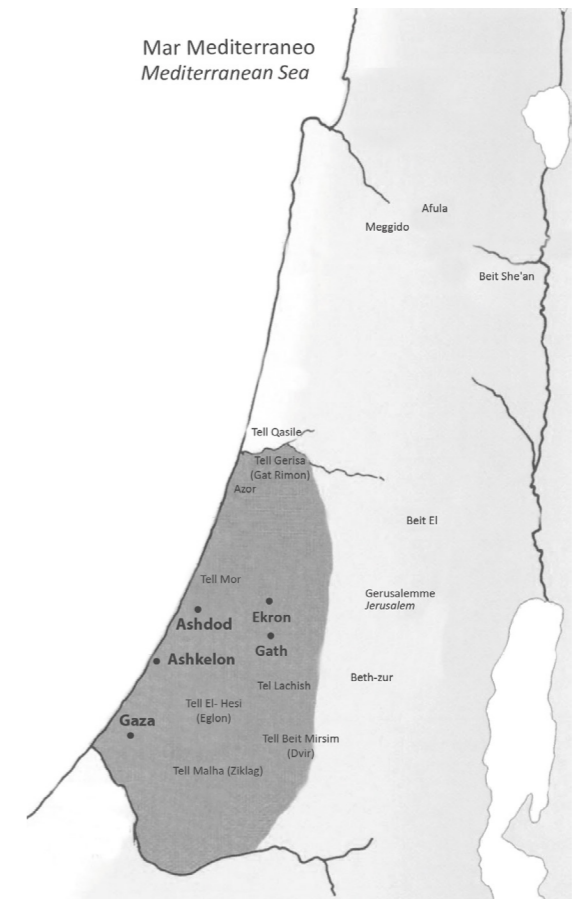 Mar Mediterraneo
Mediterranean Sea
Afula
Meggido
Beit She'an
Tell Qasile
Tell Gerisa
(Gat Rimon)
Azor
Beit El
Tell Mor
Gerusalemme
Jerusalem
Ekron
Ashdod
Gath
Ashkelon
Beth-zur
Tel Lachish
Tell El- Hesi
(Eglon)
Gaza
Tell Beit Mirsim
(Dvir)
Tell Malha (Ziklag)